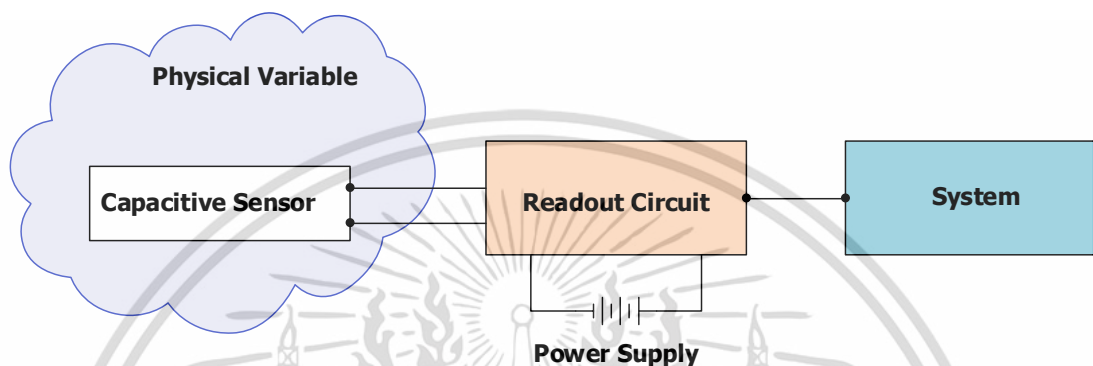 Physical Variable
Capacitive Sensor
Readout Circuit
System
Power Supply